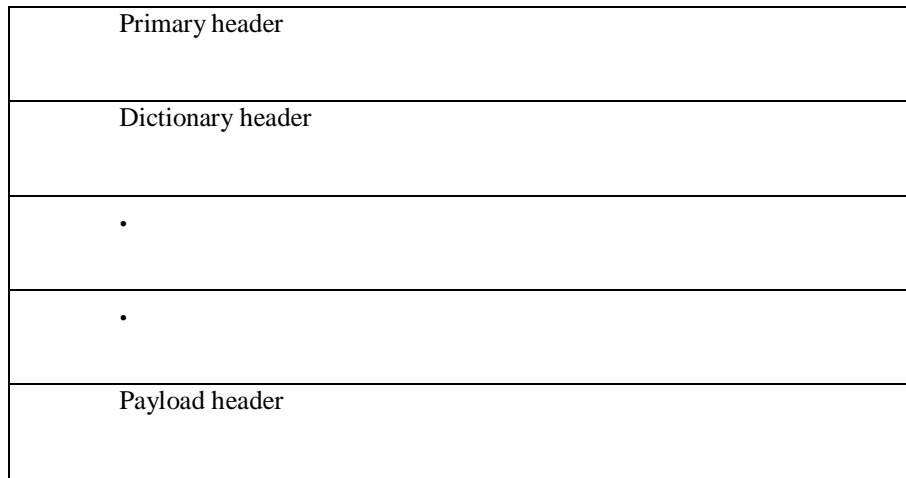 Primary header
Dictionary header
•
•
Payload header